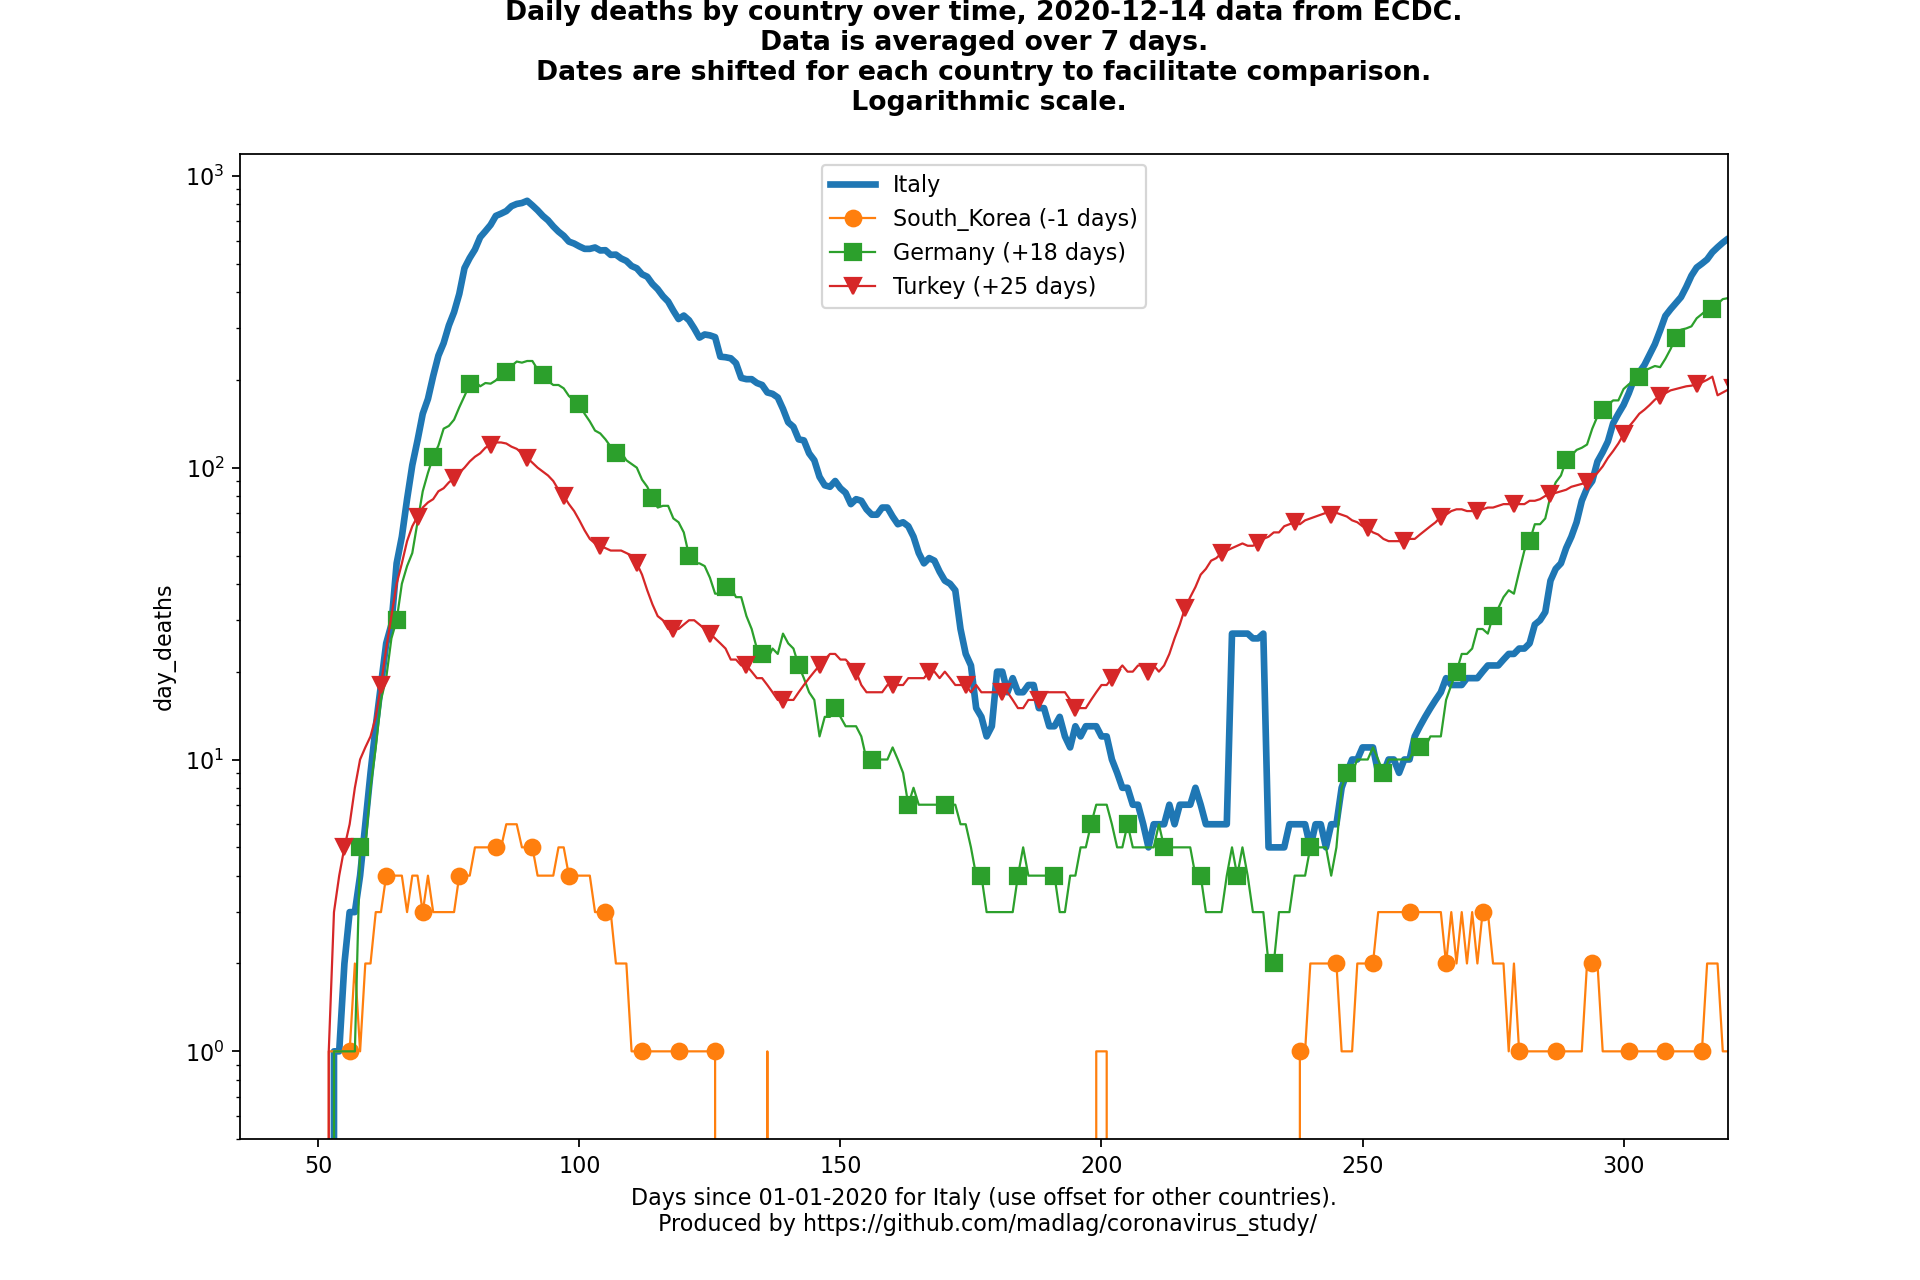 Daily deaths by country over time, 2020-12-14 data from ECDC.
Data is averaged over 7 days.
Dates are shifted for each country to facilitate comparison.
Logarithmic scale.
10³
Italy
South_Korea (-1 days)
Germany (+18 days)
Turkey (+25 days)
10²
day_deaths
10¹
10⁰
50 100 150 200 250 300
Days since 01-01-2020 for Italy (use offset for other countries).
Produced by https://github.com/madlag/coronavirus_study/